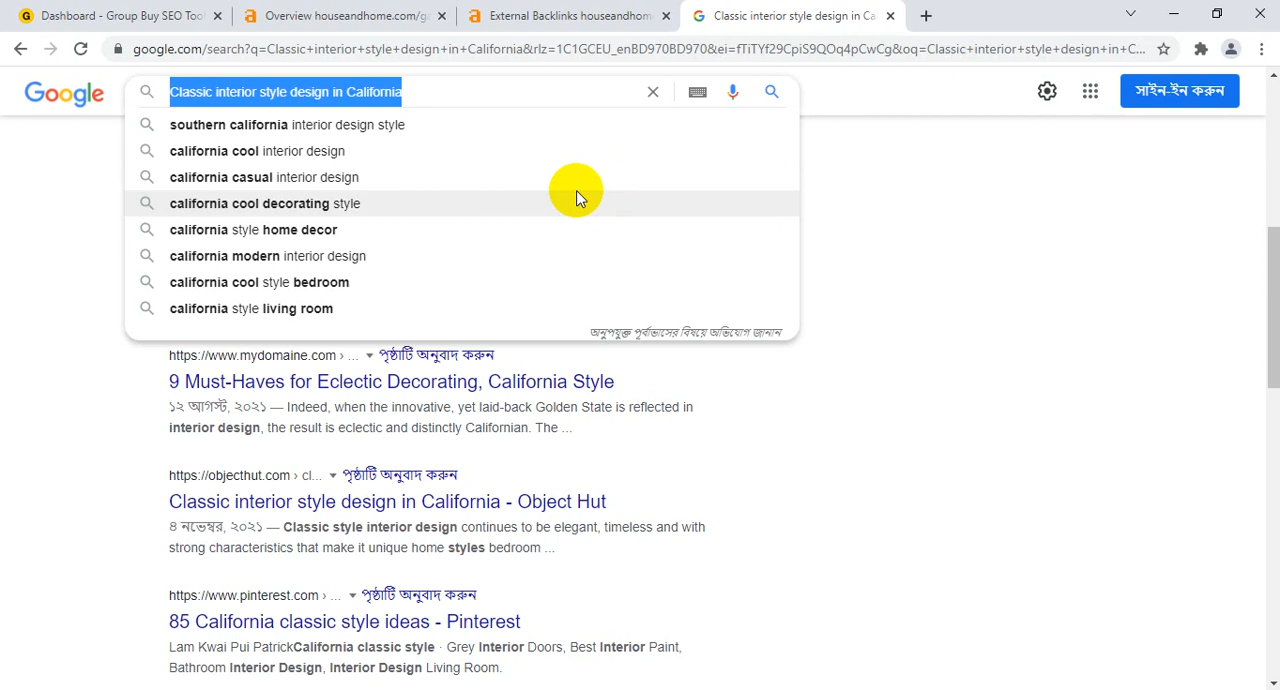 Dashboard - Group Buy SEO Tool
Overview houseandhome.com/g
External Backlinks houseandhom
Classic interior style design in Ca
google.com/search?q=Classic+interior+style+design+in+California&rlz=1C1GCEU_enBD970BD970&ei=fTiTYf29CpiS9QOq4pCwCg&oq=Classic+interior+style+design+in+C...
Google
Classic interior style design in California
সাইন-ইন করুন
southern california interior design style
california cool interior design
california casual interior design
california cool decorating style
california style home decor
california modern interior design
california cool style bedroom
california style living room
অনুপযুক্ত পূর্বাভাসের বিষয়ে অভিযোগ জানান
https://www.mydomaine.com › ... ▼ পৃষ্ঠাটি অনুবাদ করুন
9 Must-Haves for Eclectic Decorating, California Style
১২ আগস্ট, ২০২১ — Indeed, when the innovative, yet laid-back Golden State is reflected in
interior design, the result is eclectic and distinctly Californian. The ...
https://objecthut.com › cl... ▼ পৃষ্ঠাটি অনুবাদ করুন
Classic interior style design in California - Object Hut
৪ নভেম্বর, ২০২১ — Classic style interior design continues to be elegant, timeless and with
strong characteristics that make it unique home styles bedroom ...
https://www.pinterest.com › ... ▼ পৃষ্ঠাটি অনুবাদ করুন
85 California classic style ideas - Pinterest
Lam Kwai Pui PatrickCalifornia classic style · Grey Interior Doors, Best Interior Paint,
Bathroom Interior Design, Interior Design Living Room.